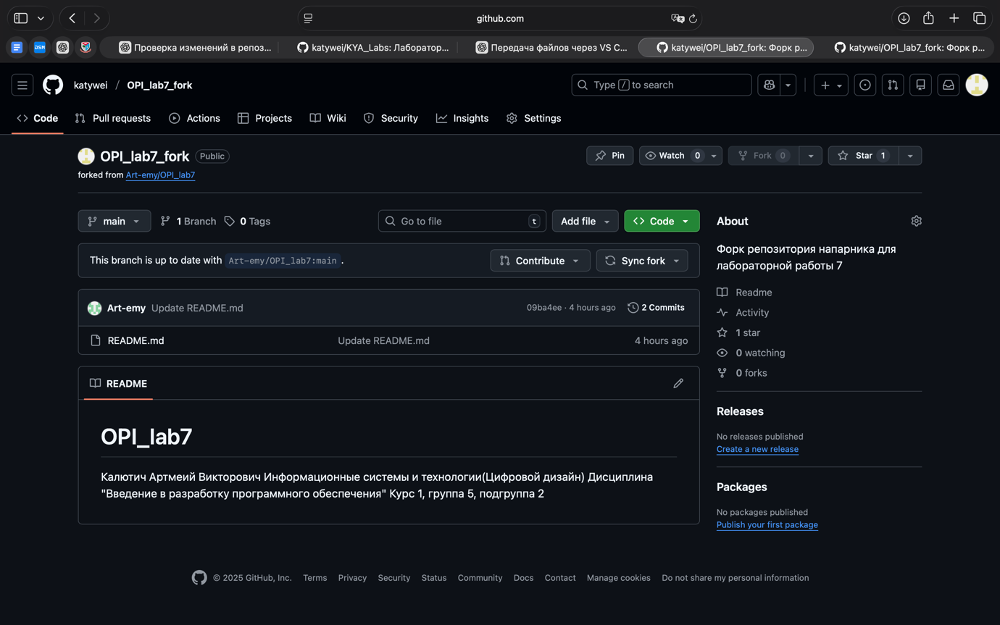 github.com
DSM
Проверка изменений в репоз...
katywei/KYA_Labs: Лаборатор...
Передача файлов через VS C...
katywei/OPI_lab7_fork: Форк р...
katywei/OPI_lab7_fork: Форк р...
katywei / OPI_lab7_fork
Type / to search
Code Pull requests Actions Projects Wiki Security Insights Settings
OPI_lab7_fork Public
Pin
Watch 0
Fork 0
Star 1
forked from Art-emy/OPI_lab7
main
1 Branch
0 Tags
Go to file t
Add file
Code
This branch is up to date with Art-emy/OPI_lab7:main .
Contribute
Sync fork
Art-emy Update README.md
09ba4ee · 4 hours ago
2 Commits
README.md
Update README.md
4 hours ago
README
OPI_lab7
Калютич Артмеий Викторович Информационные системы и технологии(Цифровой дизайн) Дисциплина
"Введение в разработку программного обеспечения" Курс 1, группа 5, подгруппа 2
About
Форк репозитория напарника для
лабораторной работы 7
Readme
Activity
1 star
0 watching
0 forks
Releases
No releases published
Create a new release
Packages
No packages published
Publish your first package
© 2025 GitHub, Inc. Terms Privacy Security Status Community Docs Contact Manage cookies Do not share my personal information